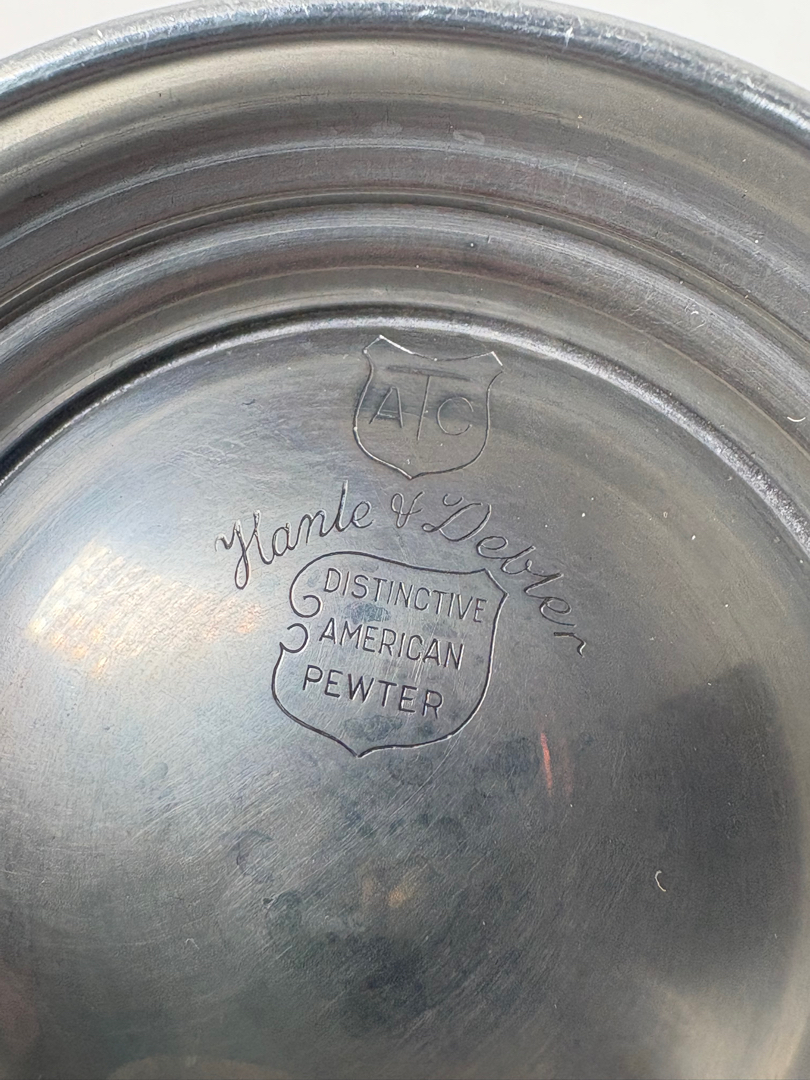 ATC
Hanle & Debler
DISTINCTIVE
AMERICAN
PEWTER